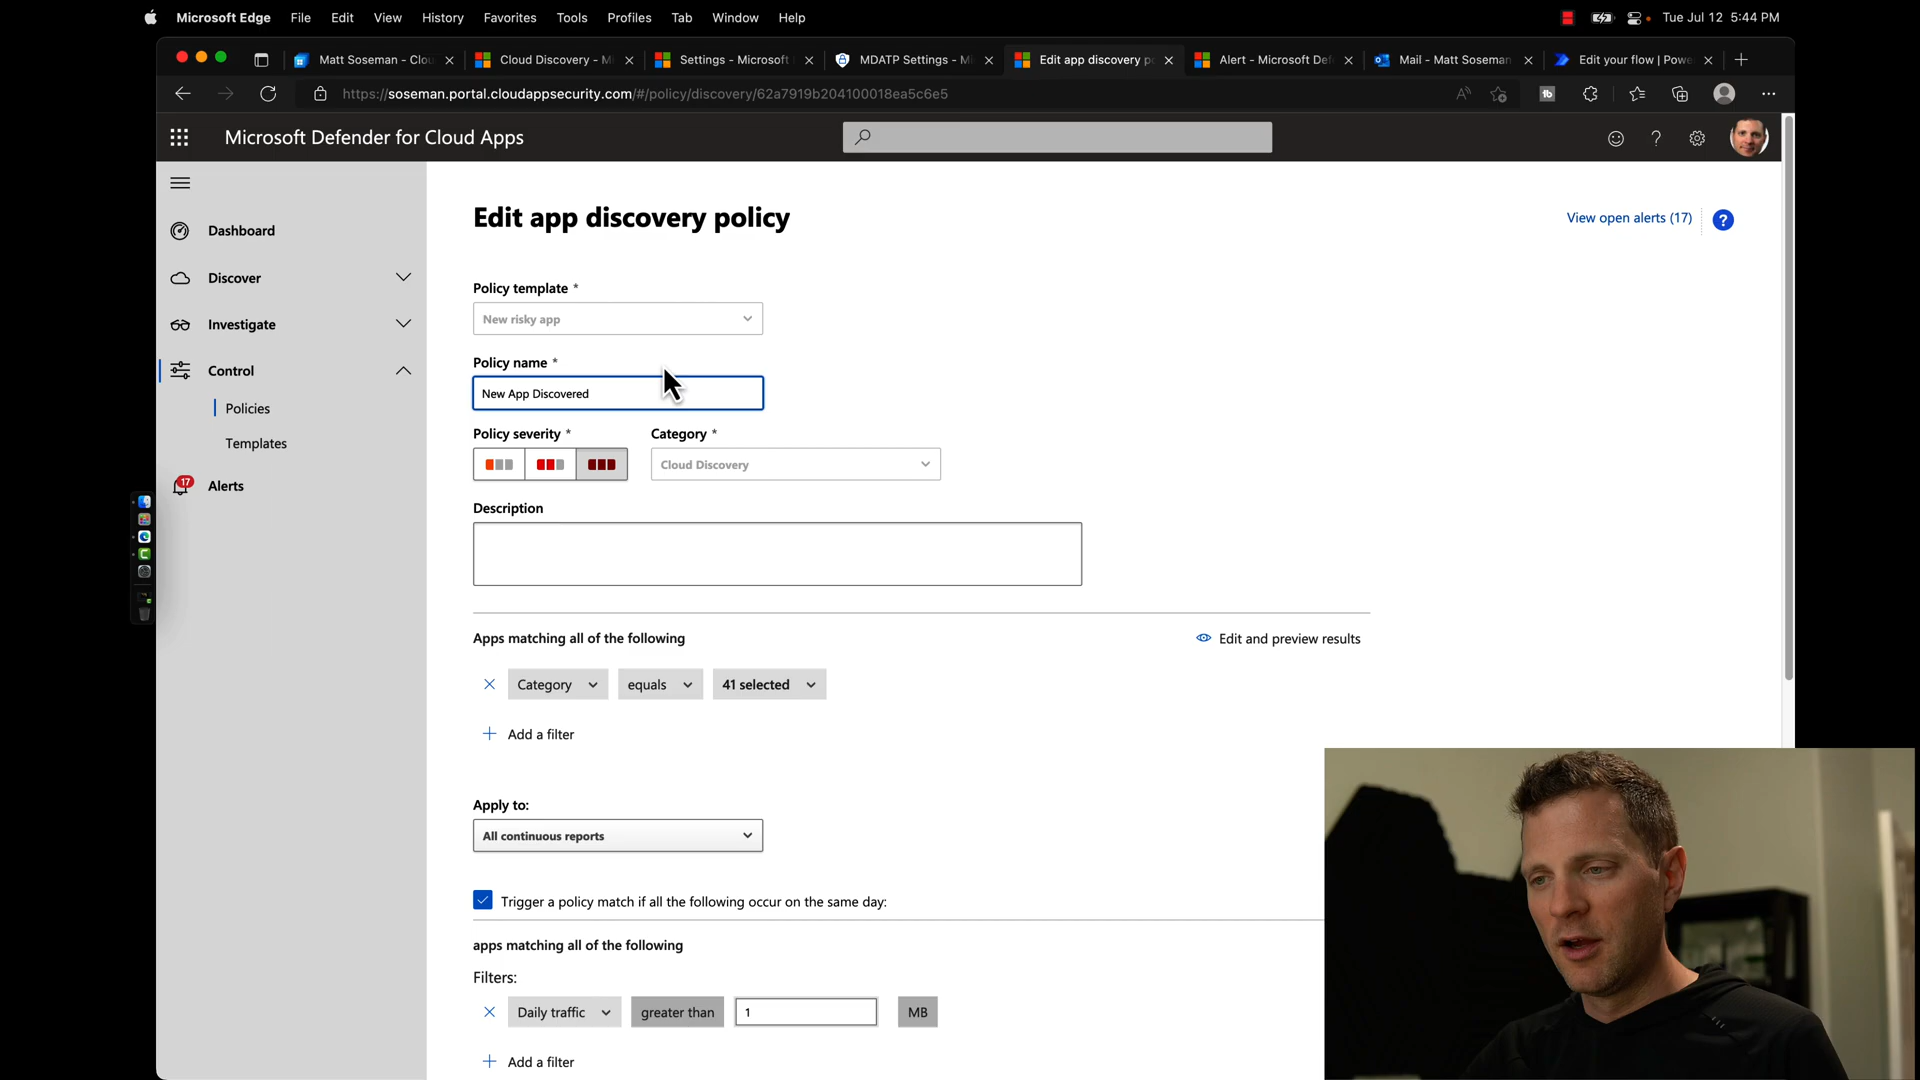 Microsoft Edge File Edit View History Favorites Tools Profiles Tab Window Help Tue Jul 12 5:44 PM
Matt Soseman - Clou Cloud Discovery - Mi Settings - Microsoft MDATP Settings - Mi Edit app discovery po Alert - Microsoft Def Mail - Matt Soseman Edit your flow | Powe
https://soseman.portal.cloudappsecurity.com/#/policy/discovery/62a7919b204100018ea5c6e5
Microsoft Defender for Cloud Apps
Dashboard
Discover
Investigate
Control
Policies
Templates
17
Alerts
Edit app discovery policy
View open alerts (17)
Policy template *
New risky app
Policy name *
New App Discovered
Policy severity * Category *
Cloud Discovery
Description
Apps matching all of the following
Edit and preview results
Category equals 41 selected
Add a filter
Apply to:
All continuous reports
Trigger a policy match if all the following occur on the same day:
apps matching all of the following
Filters:
Daily traffic greater than 1 MB
Add a filter